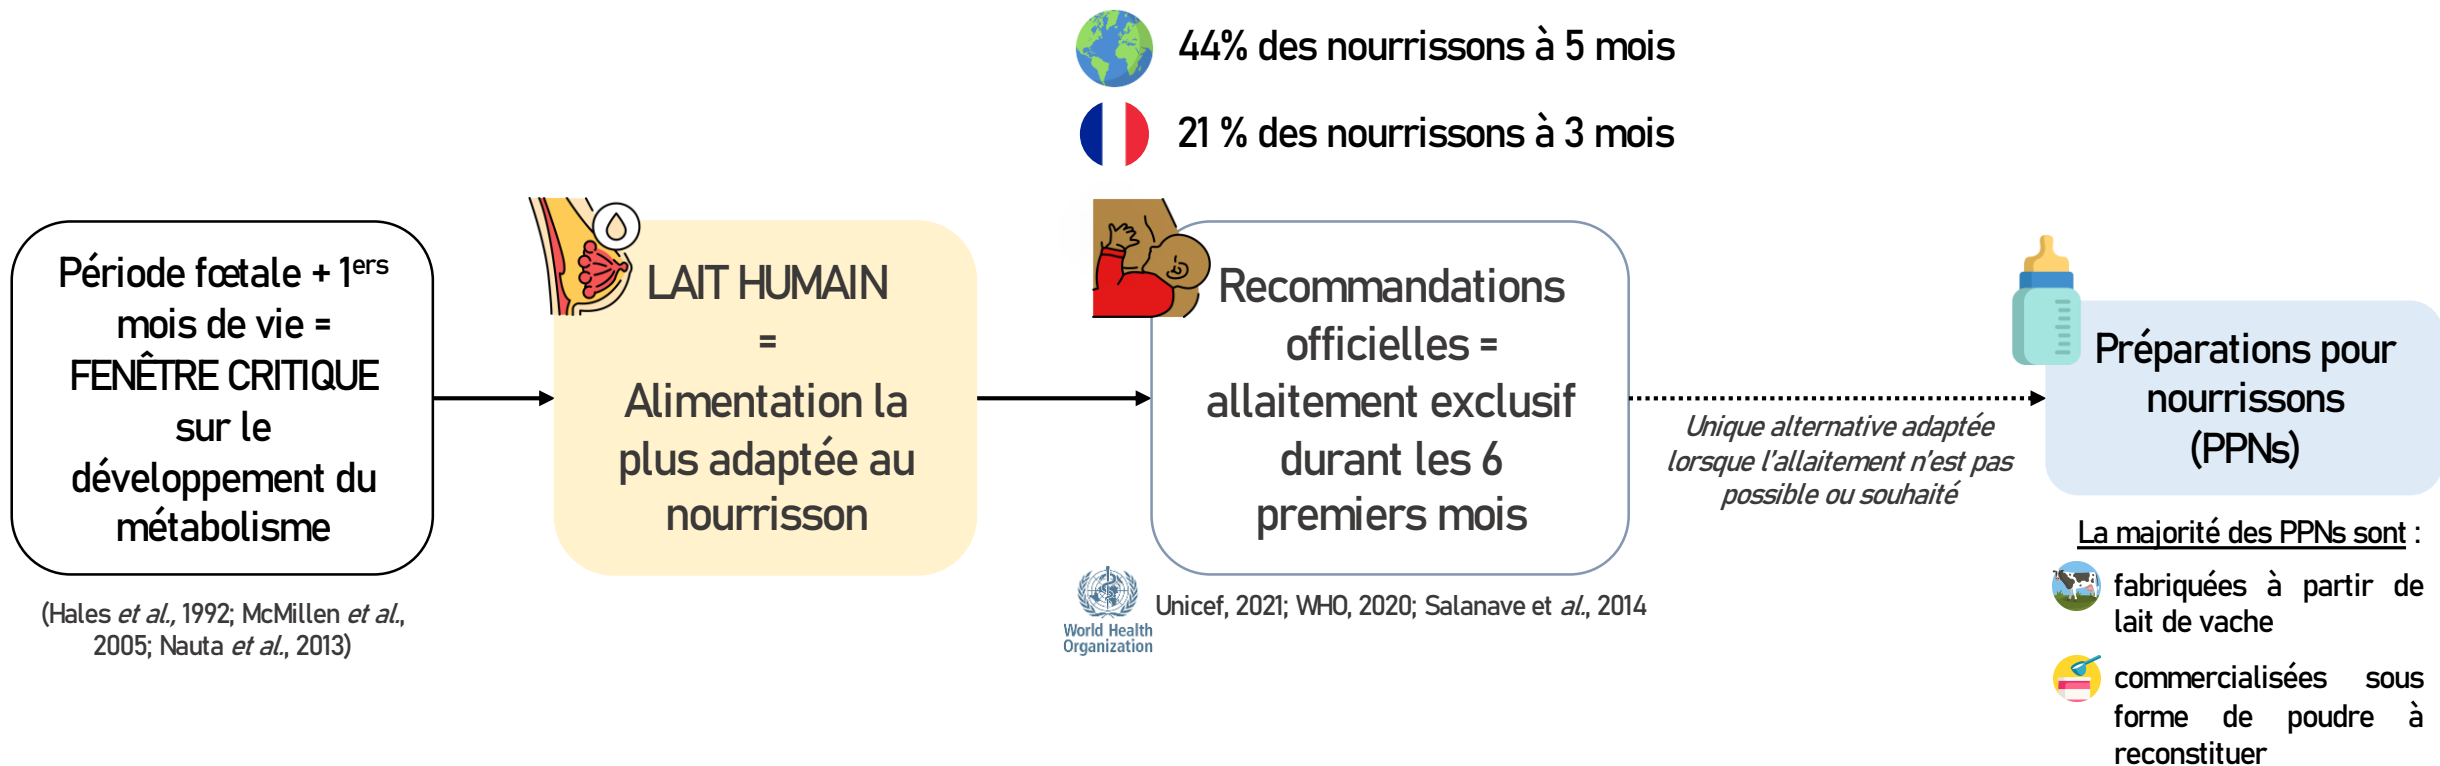 44% des nourrissons à 5 mois
21 % des nourrissons à 3 mois
Période fœtale + 1ers
mois de vie =
FENÊTRE CRITIQUE
sur le
développement du
métabolisme
(Hales et al., 1992; McMillen et al.,
2005; Nauta et al., 2013)
LAIT HUMAIN
=
Alimentation la
plus adaptée au
nourrisson
Recommandations
officielles =
allaitement exclusif
durant les 6
premiers mois
World Health
Organization
Unicef, 2021; WHO, 2020; Salanave et al., 2014
Unique alternative adaptée
lorsque l'allaitement n'est pas
possible ou souhaité
Préparations pour
nourrissons
(PPNs)
La majorité des PPNs sont :
fabriquées à partir de
lait de vache
commercialisées sous
forme de poudre à
reconstituer